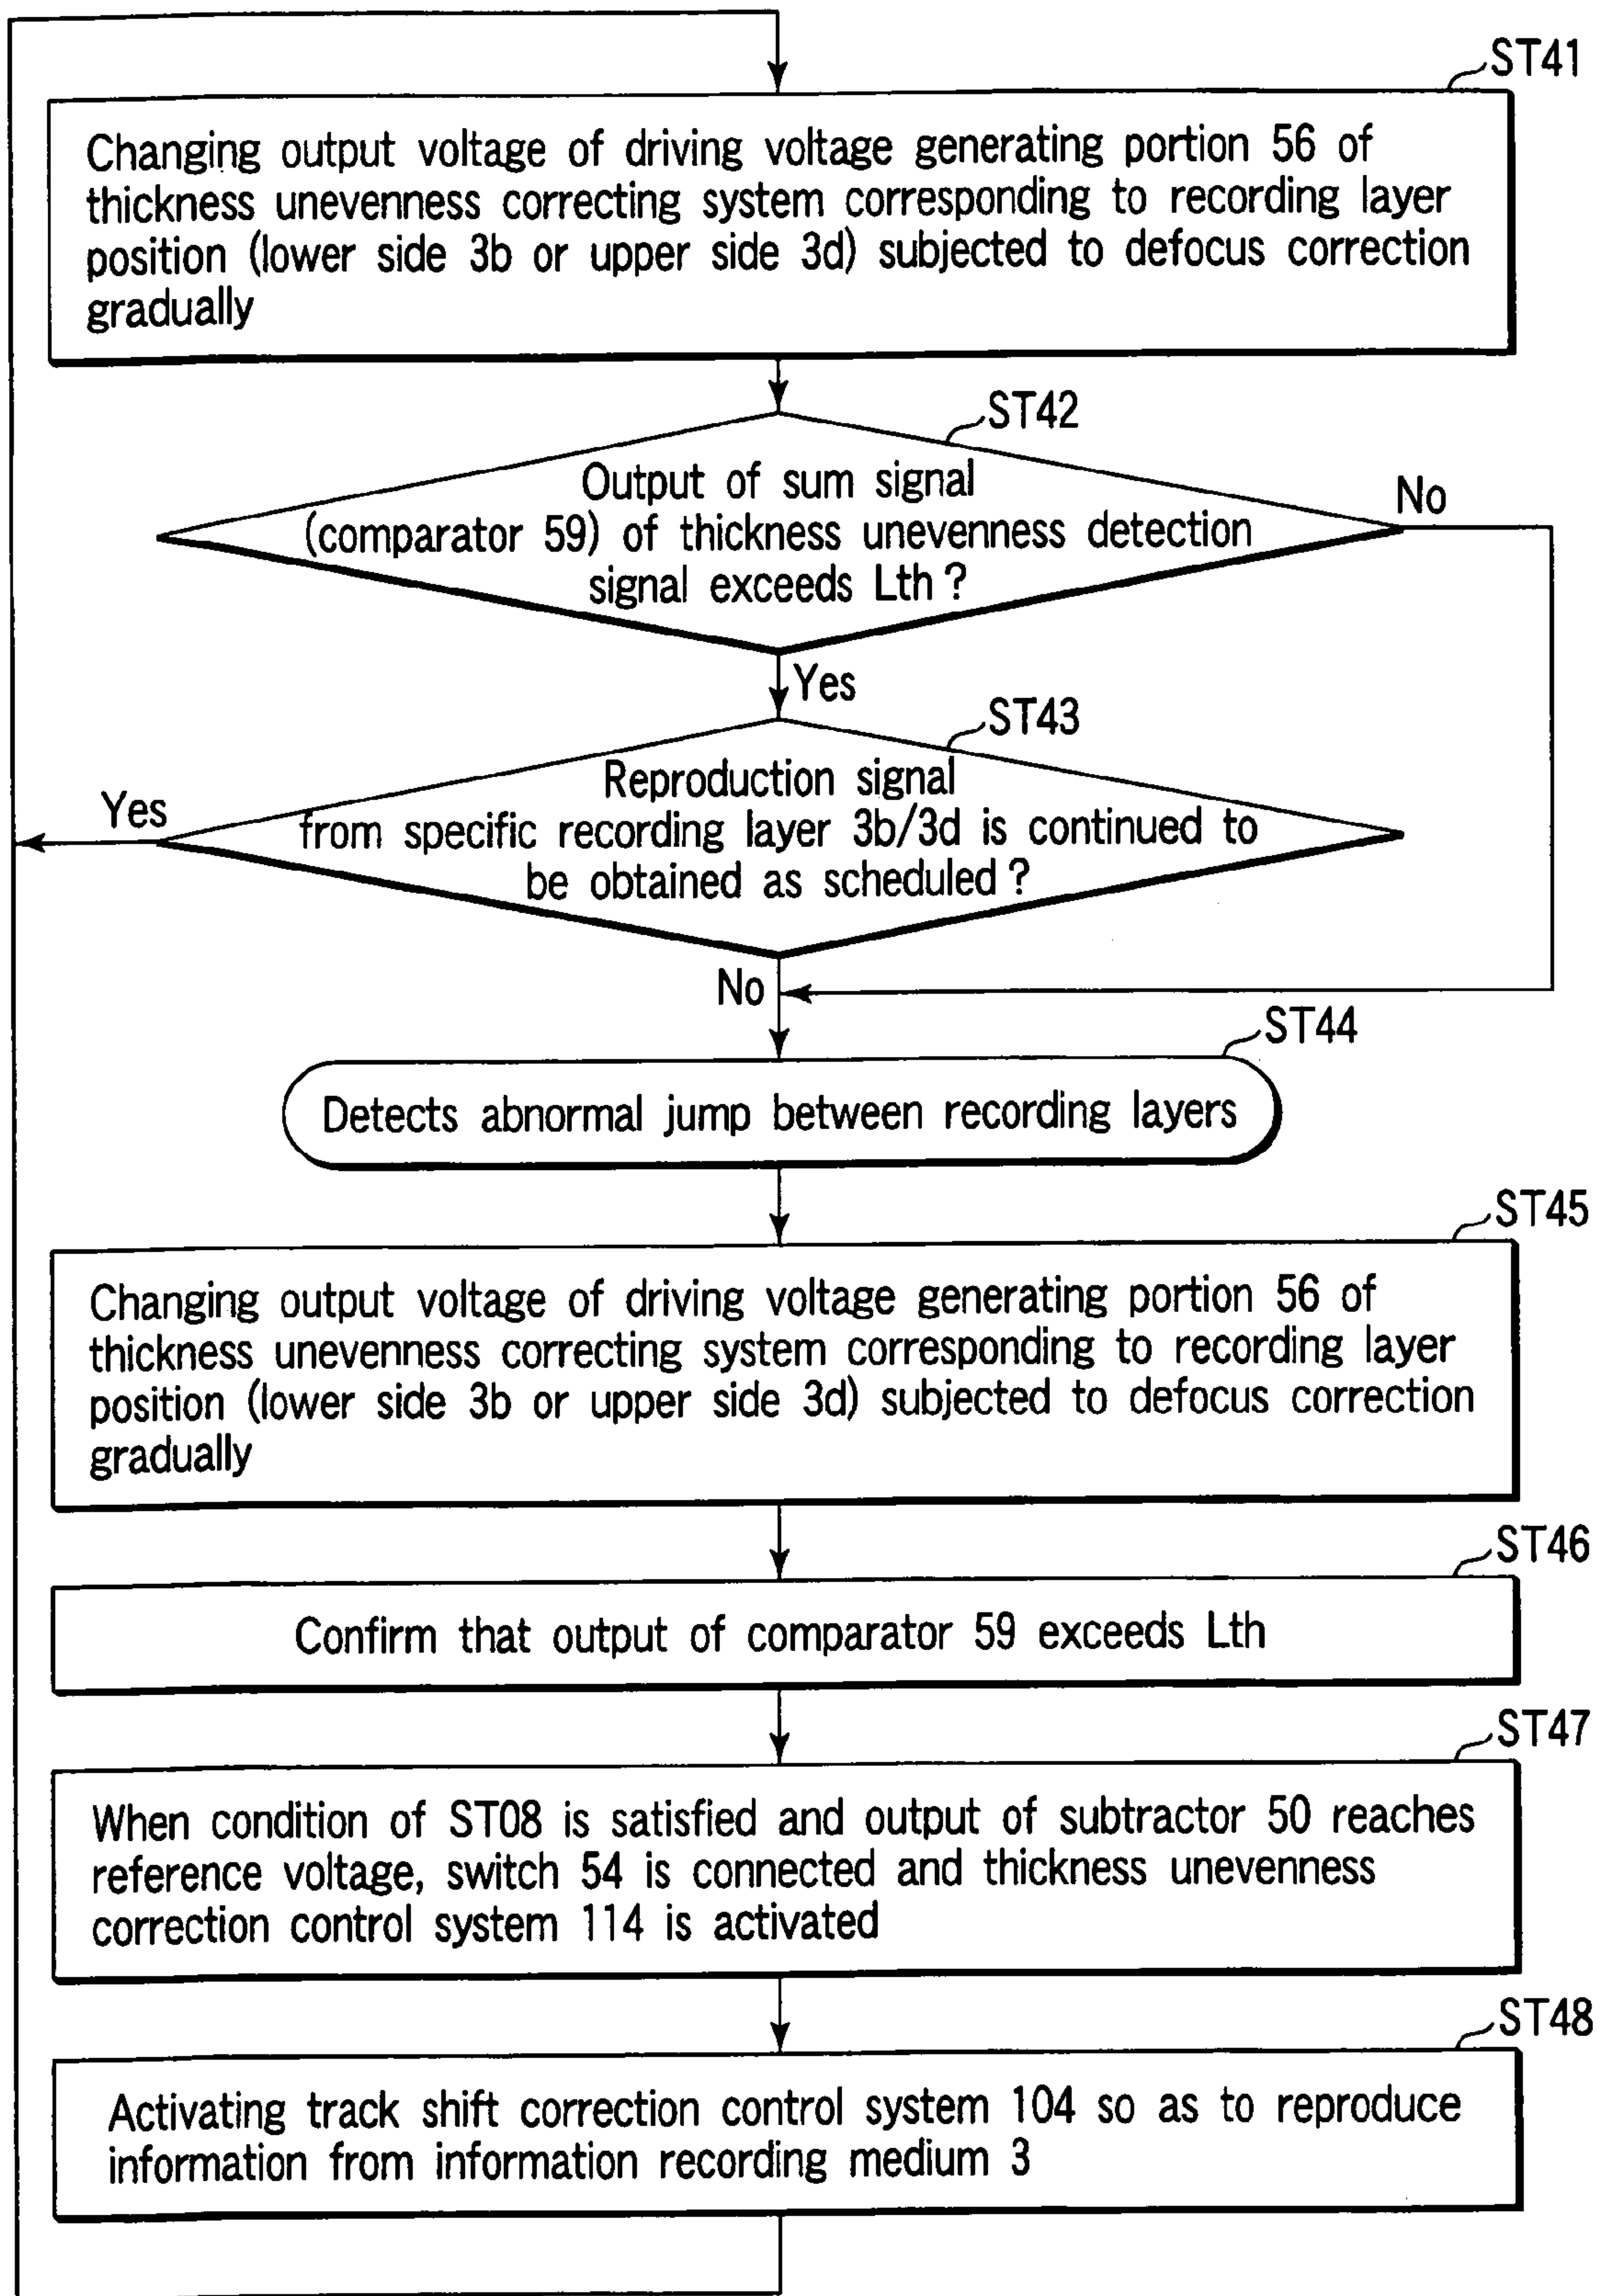 ST41
Changing output voltage of driving voltage generating portion 56 of
thickness unevenness correcting system corresponding to recording layer
position (lower side 3b or upper side 3d) subjected to defocus correction
gradually
ST42
Output of sum signal
(comparator 59) of thickness unevenness detection
signal exceeds Lth ?
No
Yes
ST43
Reproduction signal
from specific recording layer 3b/3d is continued to
be obtained as scheduled ?
Yes
No
ST44
Detects abnormal jump between recording layers
ST45
Changing output voltage of driving voltage generating portion 56 of
thickness unevenness correcting system corresponding to recording layer
position (lower side 3b or upper side 3d) subjected to defocus correction
gradually
ST46
Confirm that output of comparator 59 exceeds Lth
ST47
When condition of ST08 is satisfied and output of subtractor 50 reaches
reference voltage, switch 54 is connected and thickness unevenness
correction control system 114 is activated
ST48
Activating track shift correction control system 104 so as to reproduce
information from information recording medium 3